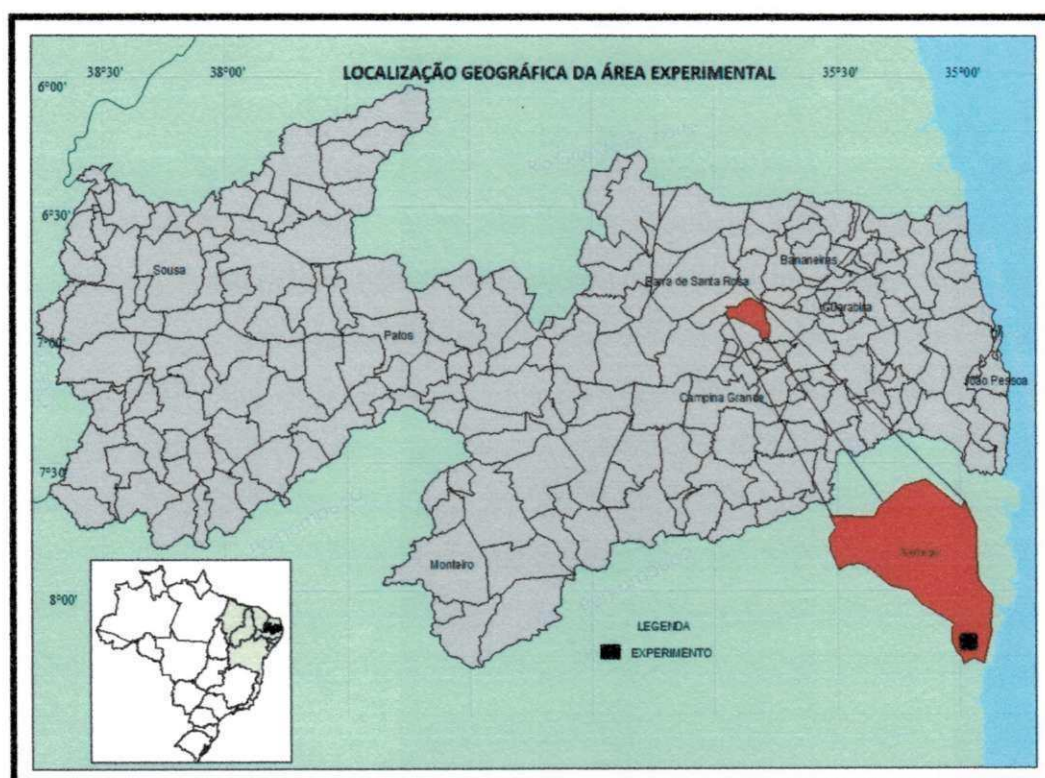 38°30'
38°00'
LOCALIZAÇÃO GEOGRÁFICA DA ÁREA EXPERIMENTAL
35°30'
35°00'
6°00'
6°30'
Sousa
Bananeiras
Barra de Santa Rosa
Guarabira
7°00'
Patos
João Pessoa
Campina Grande
7°30'
Monteiro
8°00'
LEGENDA
EXPERIMENTO